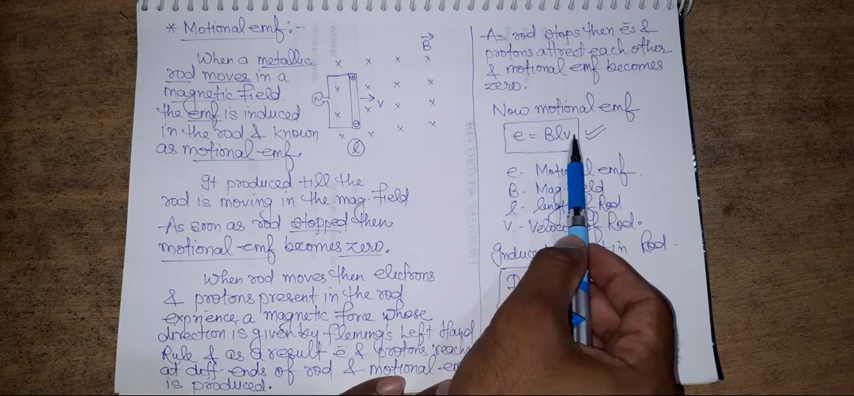 * Motional emf :-
When a metallic
rod moves in a
magnetic field.
the emf is induced
in the rod & known
as motional emf.
B
v
l
It produced till the
rod is moving in the mag. field
As soon as rod stopped then
motional emf becomes zero.
When rod moves then electrons
& protons present in the rod
exprience a magnetic force whose
direction is given by fleming's Left Hand
Rule & as a result ē & protons reach
at diff. ends of rod & motional em
is produced.
As rod stops then ēs &
protons attrect each other
& motional emf becomes
zero.
Now motional emf
e = Blv
e - emf.
B - Mag
l - Rod
v - of Rod.
in Rod.